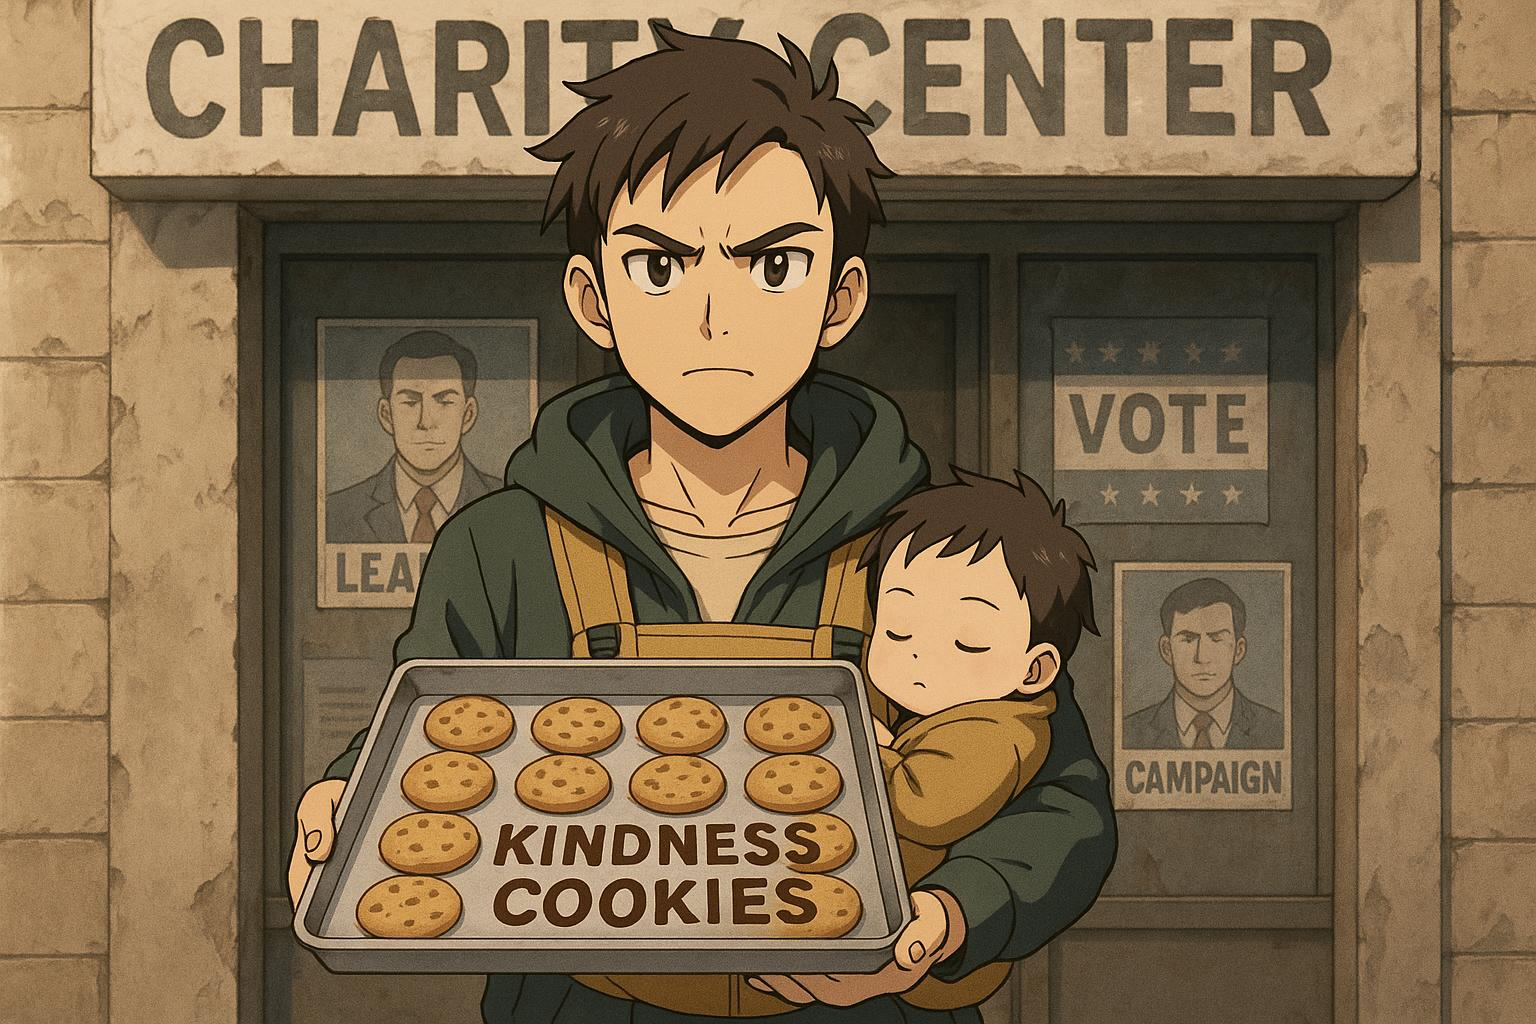 CHARITY CENTER
VOTE
CAMPAIGN
KINDNESS
COOKIES